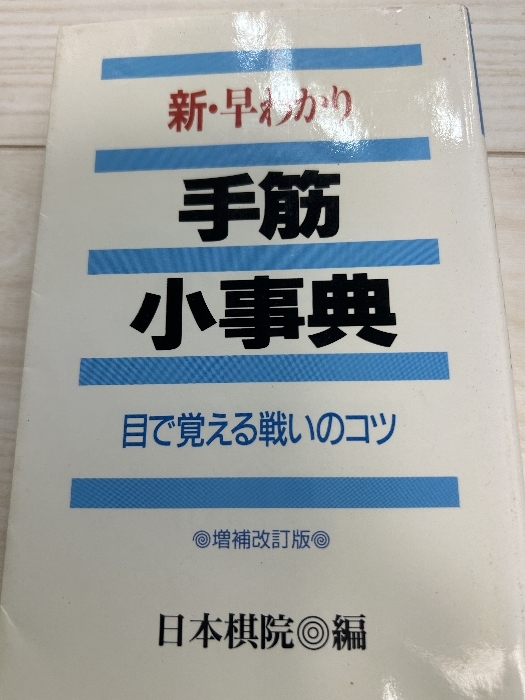 新・早わかり
手筋
小事典
目で覚える戦いのコツ
◎増補改訂版◎
日本棋院◎編